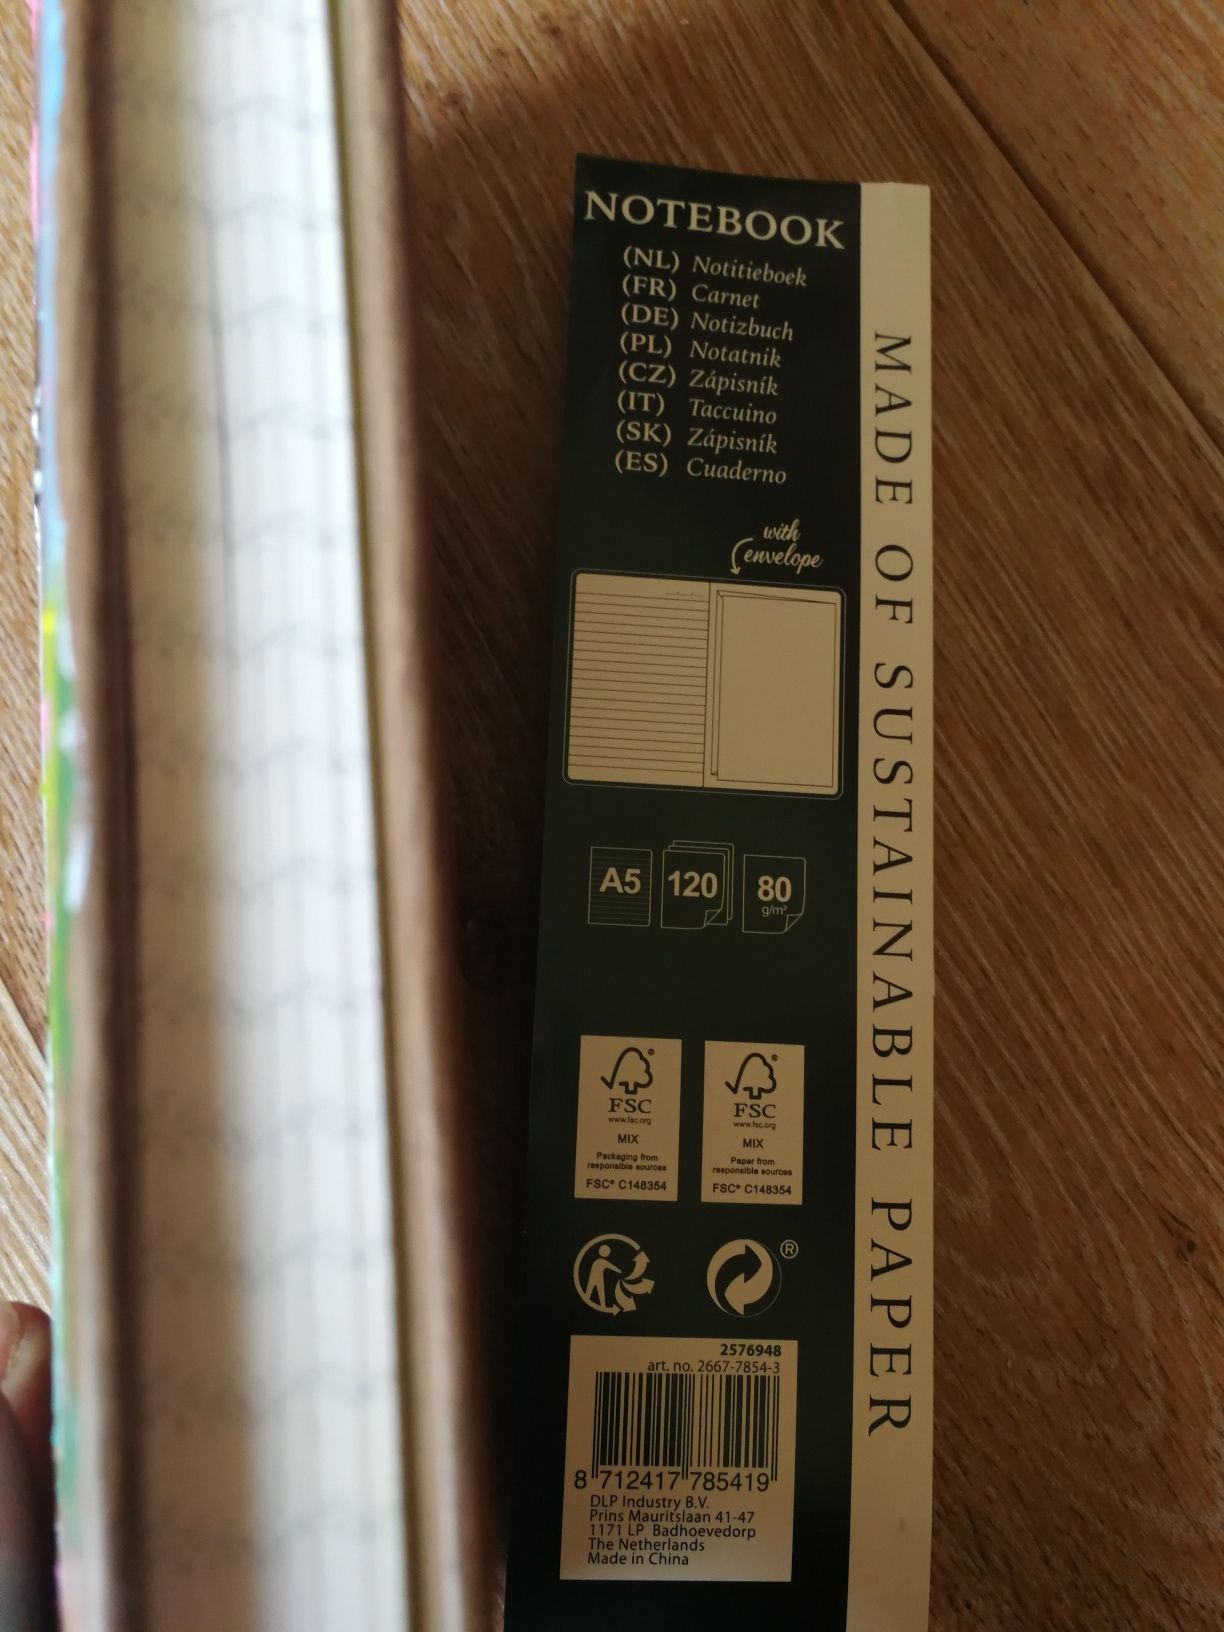 NOTEBOOK
(NL) Notitieboek
(FR) Carnet
(DE) Notizbuch
(PL) Notatnik
(CZ) Zápisník
(IT) Taccuino
(SK) Zápisník
(ES) Cuaderno
with
envelope
A5
120
80
g/m²
FSC®
www.fsc.org
MIX
Packaging from
responsible sources
FSC® C148354
FSC®
www.fsc.org
MIX
Paper from
responsible sources
FSC® C148354
®
2576948
art. no. 2667-7854-3
8 712417 785419
DLP Industry B.V.
Prins Mauritslaan 41-47
1171 LP Badhoevedorp
The Netherlands
Made in China
MADE OF SUSTAINABLE PAPER